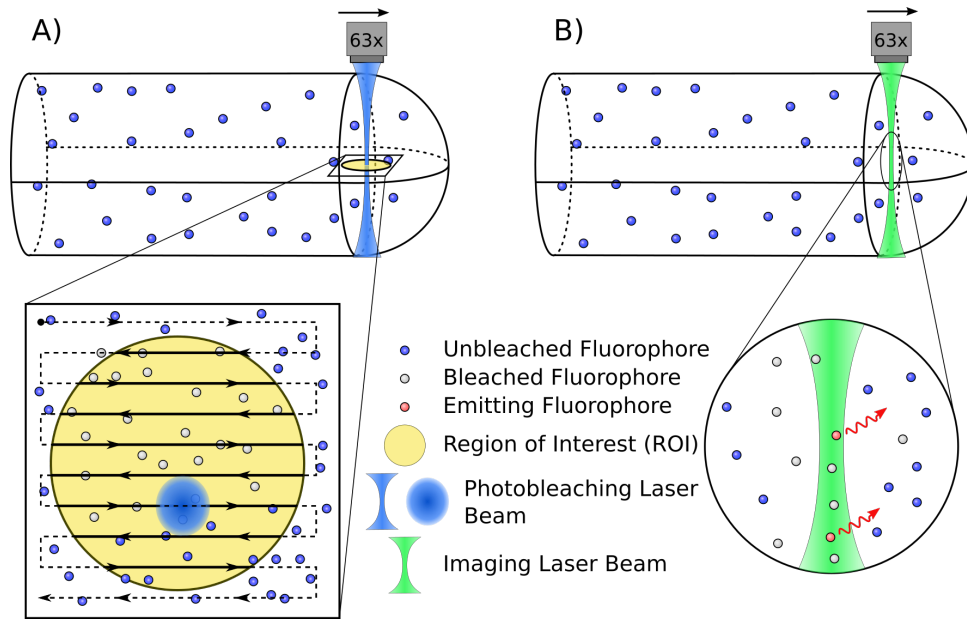 A)
63x
B)
63x
Unbleached Fluorophore
Bleached Fluorophore
Emitting Fluorophore
Region of Interest (ROI)
Photobleaching Laser
Beam
Imaging Laser Beam